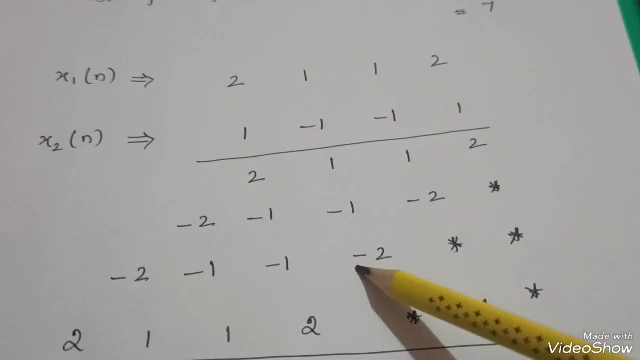 = 7
x₁(n) ⇒ 2 1 1 2
x₂(n) ⇒ 1 -1 -1 1
2 1 1 2
-2 -1 -1 -2 *
-2 -1 -1 -2 * *
2 1 1 2 * *
Made with
VideoShow